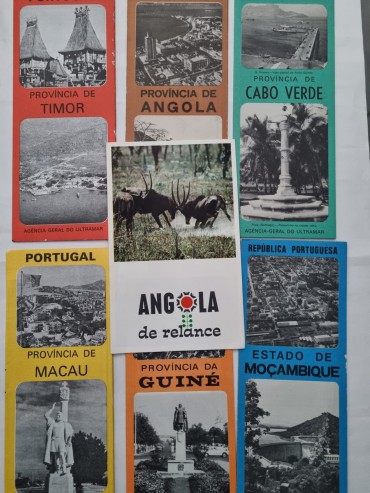 PROVÍNCIA DE
TIMOR
AGÊNCIA-GERAL DO ULTRAMAR
PROVÍNCIA DE
ANGOLA
PROVÍNCIA DE
CABO VERDE
AGÊNCIA-GERAL DO ULTRAMAR
ANGOLA
de relance
PORTUGAL
PROVÍNCIA DE
MACAU
PROVÍNCIA DA
GUINÉ
REPÚBLICA PORTUGUESA
ESTADO DE
MOÇAMBIQUE